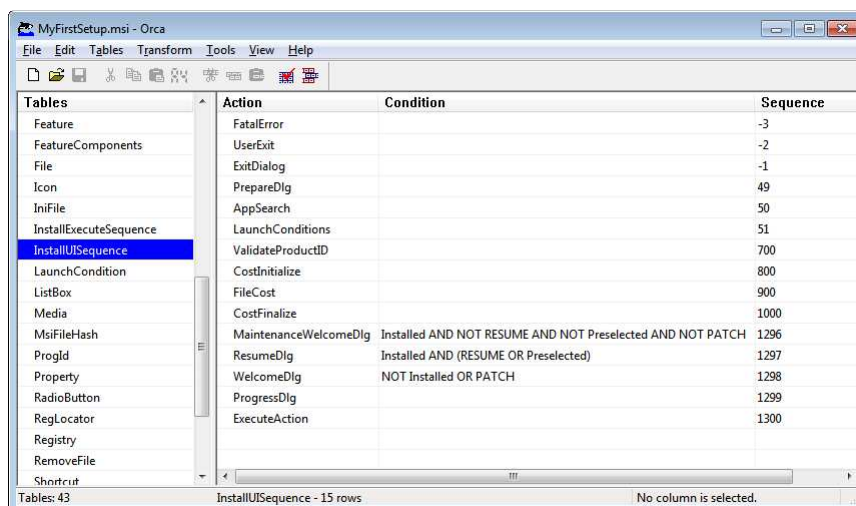 MyFirstSetup.msi - Orca
File Edit Tables Transform Tools View Help
Tables Action Condition Sequence
Feature FatalError -3
FeatureComponents UserExit -2
File ExitDialog -1
Icon PrepareDlg 49
IniFile AppSearch 50
InstallExecuteSequence LaunchConditions 51
InstallUISequence ValidateProductID 700
LaunchCondition CostInitialize 800
ListBox FileCost 900
Media CostFinalize 1000
MsiFileHash MaintenanceWelcomeDlg Installed AND NOT RESUME AND NOT Preselected AND NOT PATCH 1296
ProgId ResumeDlg Installed AND (RESUME OR Preselected) 1297
Property WelcomeDlg NOT Installed OR PATCH 1298
RadioButton ProgressDlg 1299
RegLocator ExecuteAction 1300
Registry
RemoveFile
Shortcut
Tables: 43 InstallUISequence - 15 rows No column is selected.